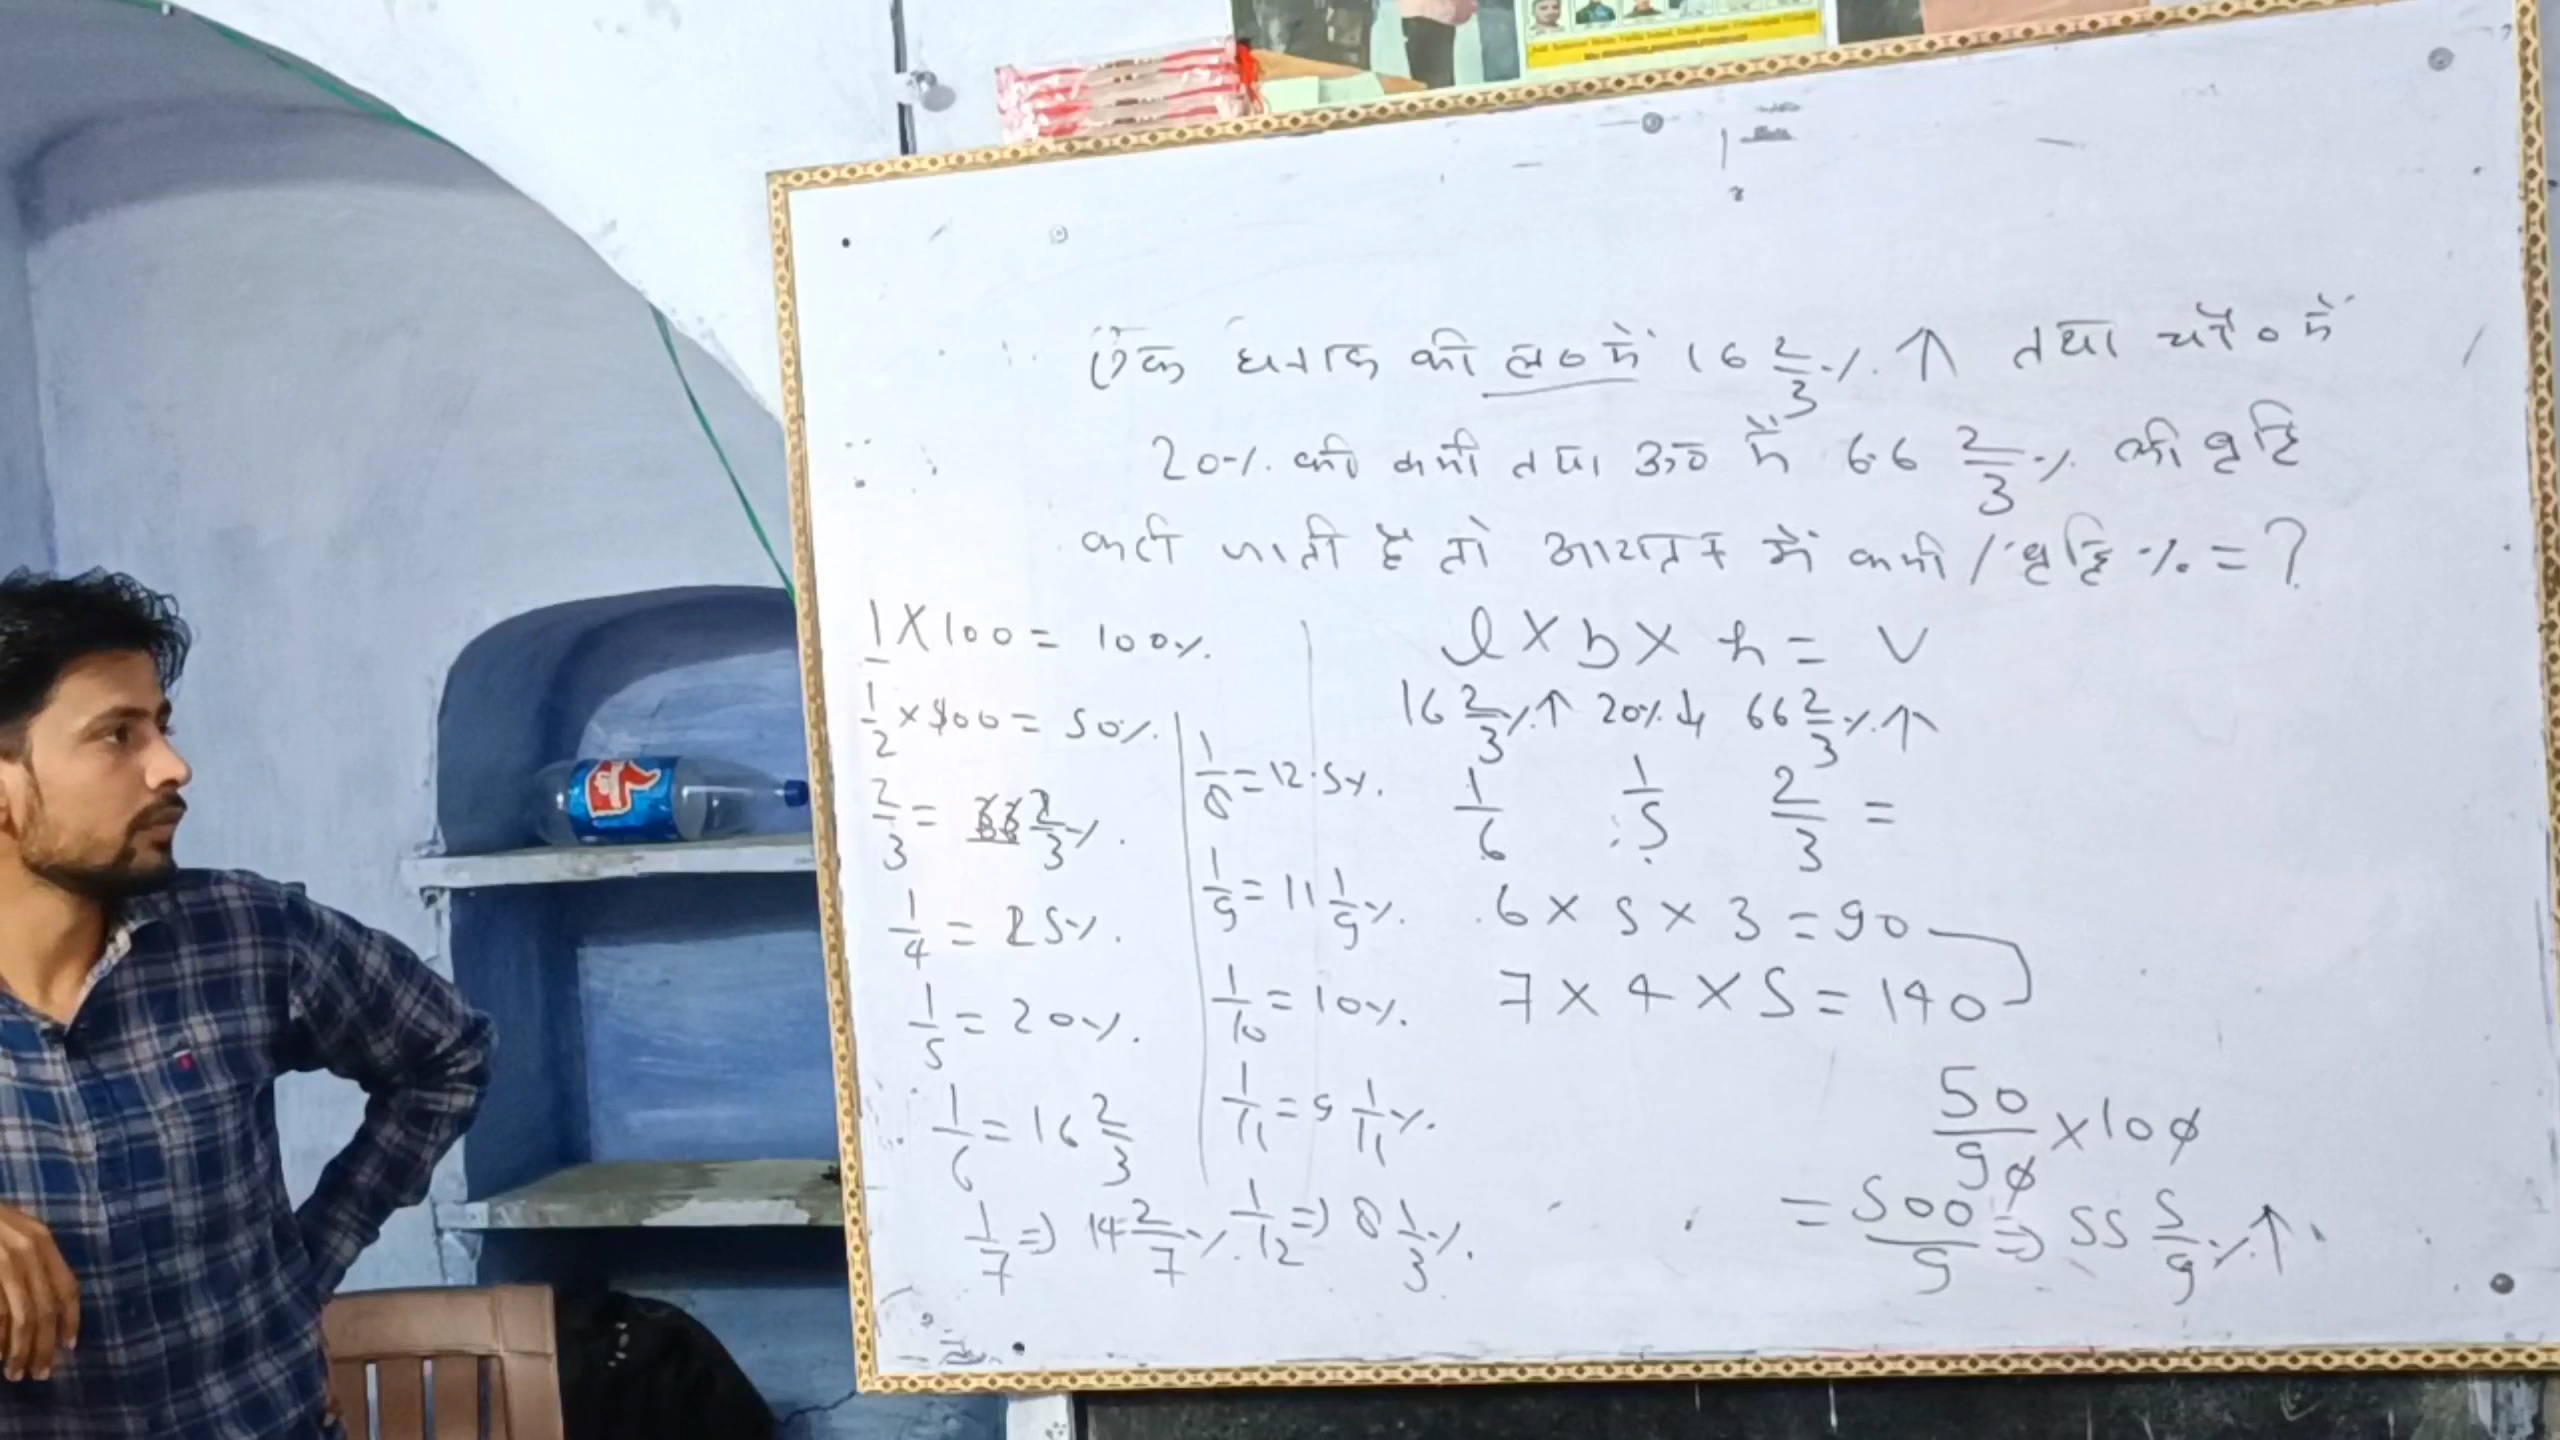 एक घनाभ की ल० में 16 2/3 % ↑ तथा चौ० में
20% की कमी तथा ऊ० में 66 2/3 % की वृद्धि
करी जाती है तो आयतन में कमी / वृद्धि % = ?
1 × 100 = 100%
1/2 × 100 = 50%
2/3 = 66 2/3 %
1/4 = 25%
1/5 = 20%
1/6 = 16 2/3
1/7 ⇒ 14 2/7 %
1/8 = 12.5%
1/9 = 11 1/9 %
1/10 = 10%
1/11 = 9 1/11 %
1/12 ⇒ 8 1/3 %
l × b × h = V
16 2/3 % ↑ 20% ↓ 66 2/3 % ↑
1/6 1/5 2/3 =
6 × 5 × 3 = 90
7 × 4 × 5 = 140
50/90 × 100
= 500/9 ⇒ 55 5/9 % ↑